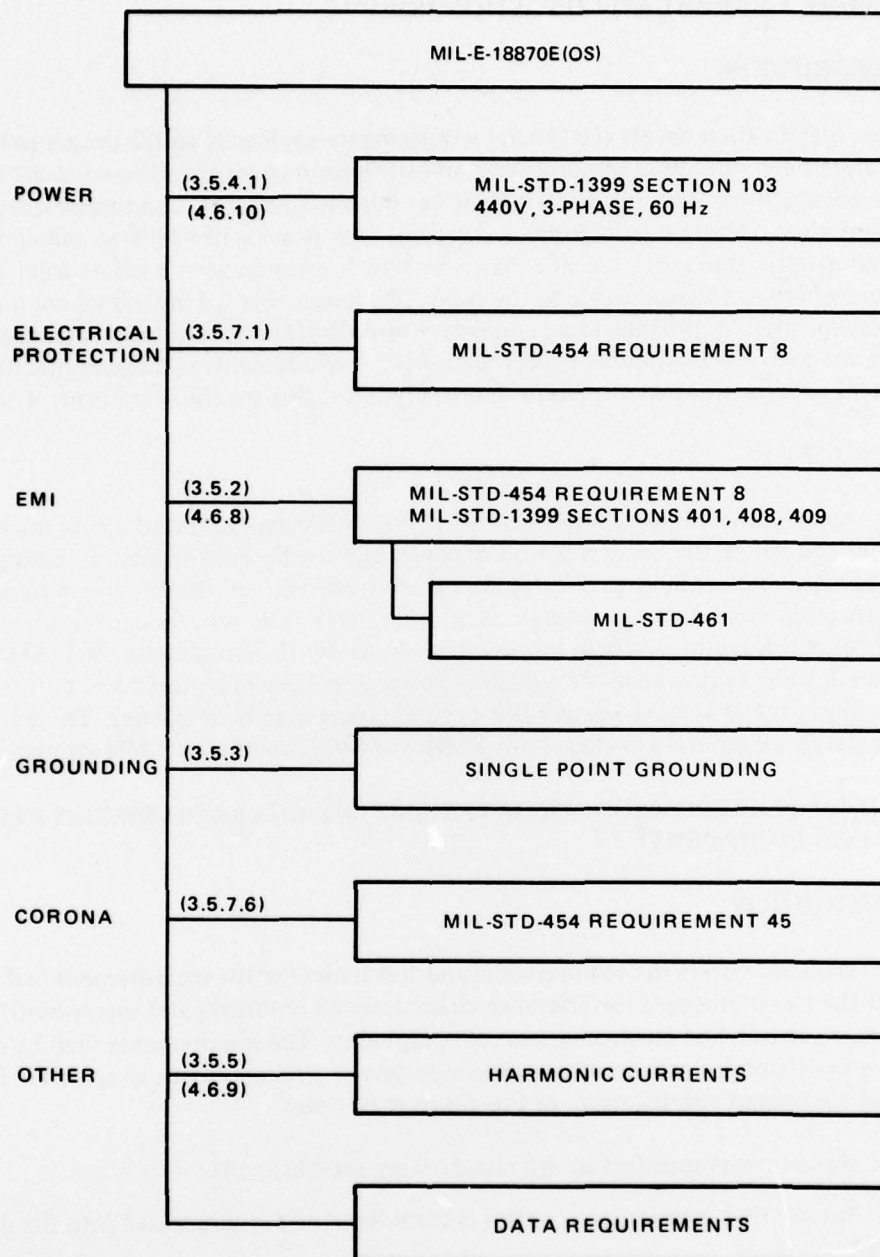 MIL-E-18870E(OS)
POWER
(3.5.4.1)
(4.6.10)
MIL-STD-1399 SECTION 103
440V, 3-PHASE, 60 Hz
ELECTRICAL
PROTECTION
(3.5.7.1)
MIL-STD-454 REQUIREMENT 8
EMI
(3.5.2)
(4.6.8)
MIL-STD-454 REQUIREMENT 8
MIL-STD-1399 SECTIONS 401, 408, 409
MIL-STD-461
GROUNDING
(3.5.3)
SINGLE POINT GROUNDING
CORONA
(3.5.7.6)
MIL-STD-454 REQUIREMENT 45
OTHER
(3.5.5)
(4.6.9)
HARMONIC CURRENTS
DATA REQUIREMENTS